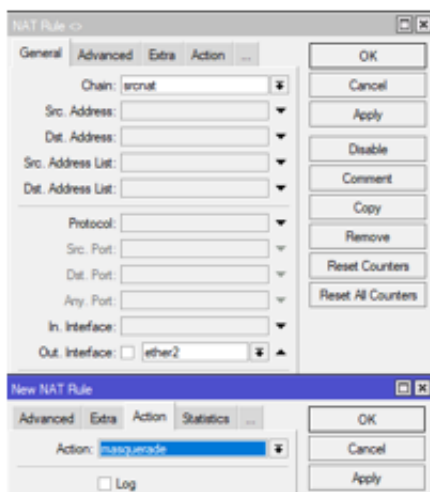 NAT Rule <>
General Advanced Extra Action ...
OK
Chain: srcnat
Cancel
Src. Address:
Apply
Dst. Address:
Src. Address List:
Disable
Dst. Address List:
Comment
Copy
Protocol:
Remove
Src. Port:
Dst. Port:
Reset Counters
Any. Port:
Reset All Counters
In. Interface:
Out. Interface: ether2
New NAT Rule
Advanced Extra Action Statistics ...
OK
Action: masquerade
Cancel
Log
Apply